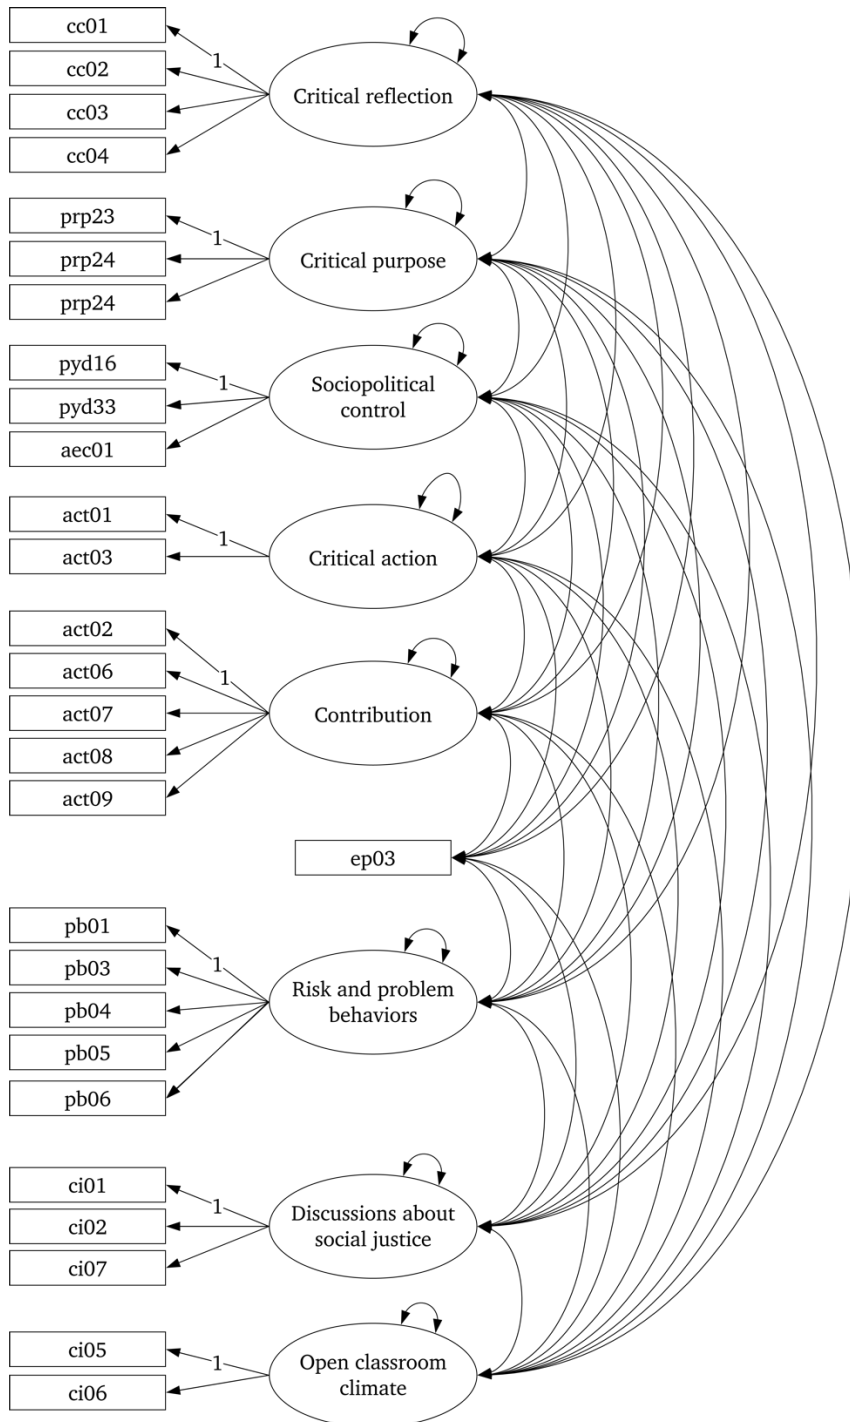 cc01
1
cc02
Critical reflection
cc03
cc04
prp23
1
prp24
Critical purpose
prp24
pyd16
1
Sociopolitical
control
pyd33
aec01
act01
1
act03
Critical action
act02
act06
1
act07
Contribution
act08
act09
ep03
pb01
pb03
1
pb04
Risk and problem
behaviors
pb05
pb06
ci01
1
ci02
Discussions about
social justice
ci07
ci05
1
Open classroom
climate
ci06